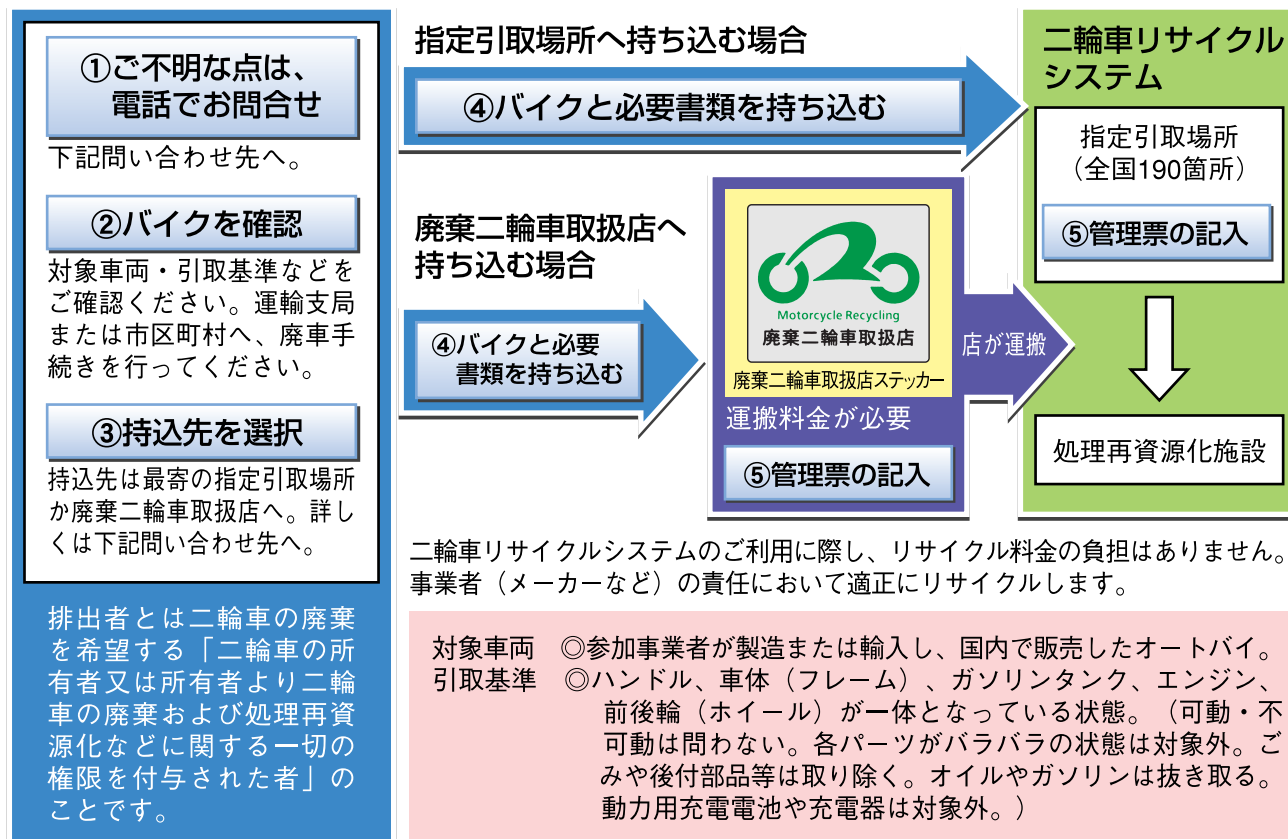 ①ご不明な点は、
電話でお問合せ
下記問い合わせ先へ。
②バイクを確認
対象車両・引取基準などを
ご確認ください。運輸支局
または市区町村へ、廃車手
続きを行ってください。
③持込先を選択
持込先は最寄の指定引取場所
か廃棄二輪車取扱店へ。詳し
くは下記問い合わせ先へ。
排出者とは二輪車の廃棄
を希望する「二輪車の所
有者又は所有者より二輪
車の廃棄および処理再資
源化などに関する一切の
権限を付与された者」の
ことです。
指定引取場所へ持ち込む場合
④バイクと必要書類を持ち込む
廃棄二輪車取扱店へ
持ち込む場合
④バイクと必要
書類を持ち込む
Motorcycle Recycling
廃棄二輪車取扱店
廃棄二輪車取扱店ステッカー
運搬料金が必要
⑤管理票の記入
店が運搬
二輪車リサイクル
システム
指定引取場所
（全国190箇所）
⑤管理票の記入
処理再資源化施設
二輪車リサイクルシステムのご利用に際し、リサイクル料金の負担はありません。
事業者（メーカーなど）の責任において適正にリサイクルします。
対象車両　◎参加事業者が製造または輸入し、国内で販売したオートバイ。
引取基準　◎ハンドル、車体（フレーム）、ガソリンタンク、エンジン、
前後輪（ホイール）が一体となっている状態。（可動・不
可動は問わない。各パーツがバラバラの状態は対象外。ご
みや後付部品等は取り除く。オイルやガソリンは抜き取る。
動力用充電電池や充電器は対象外。）